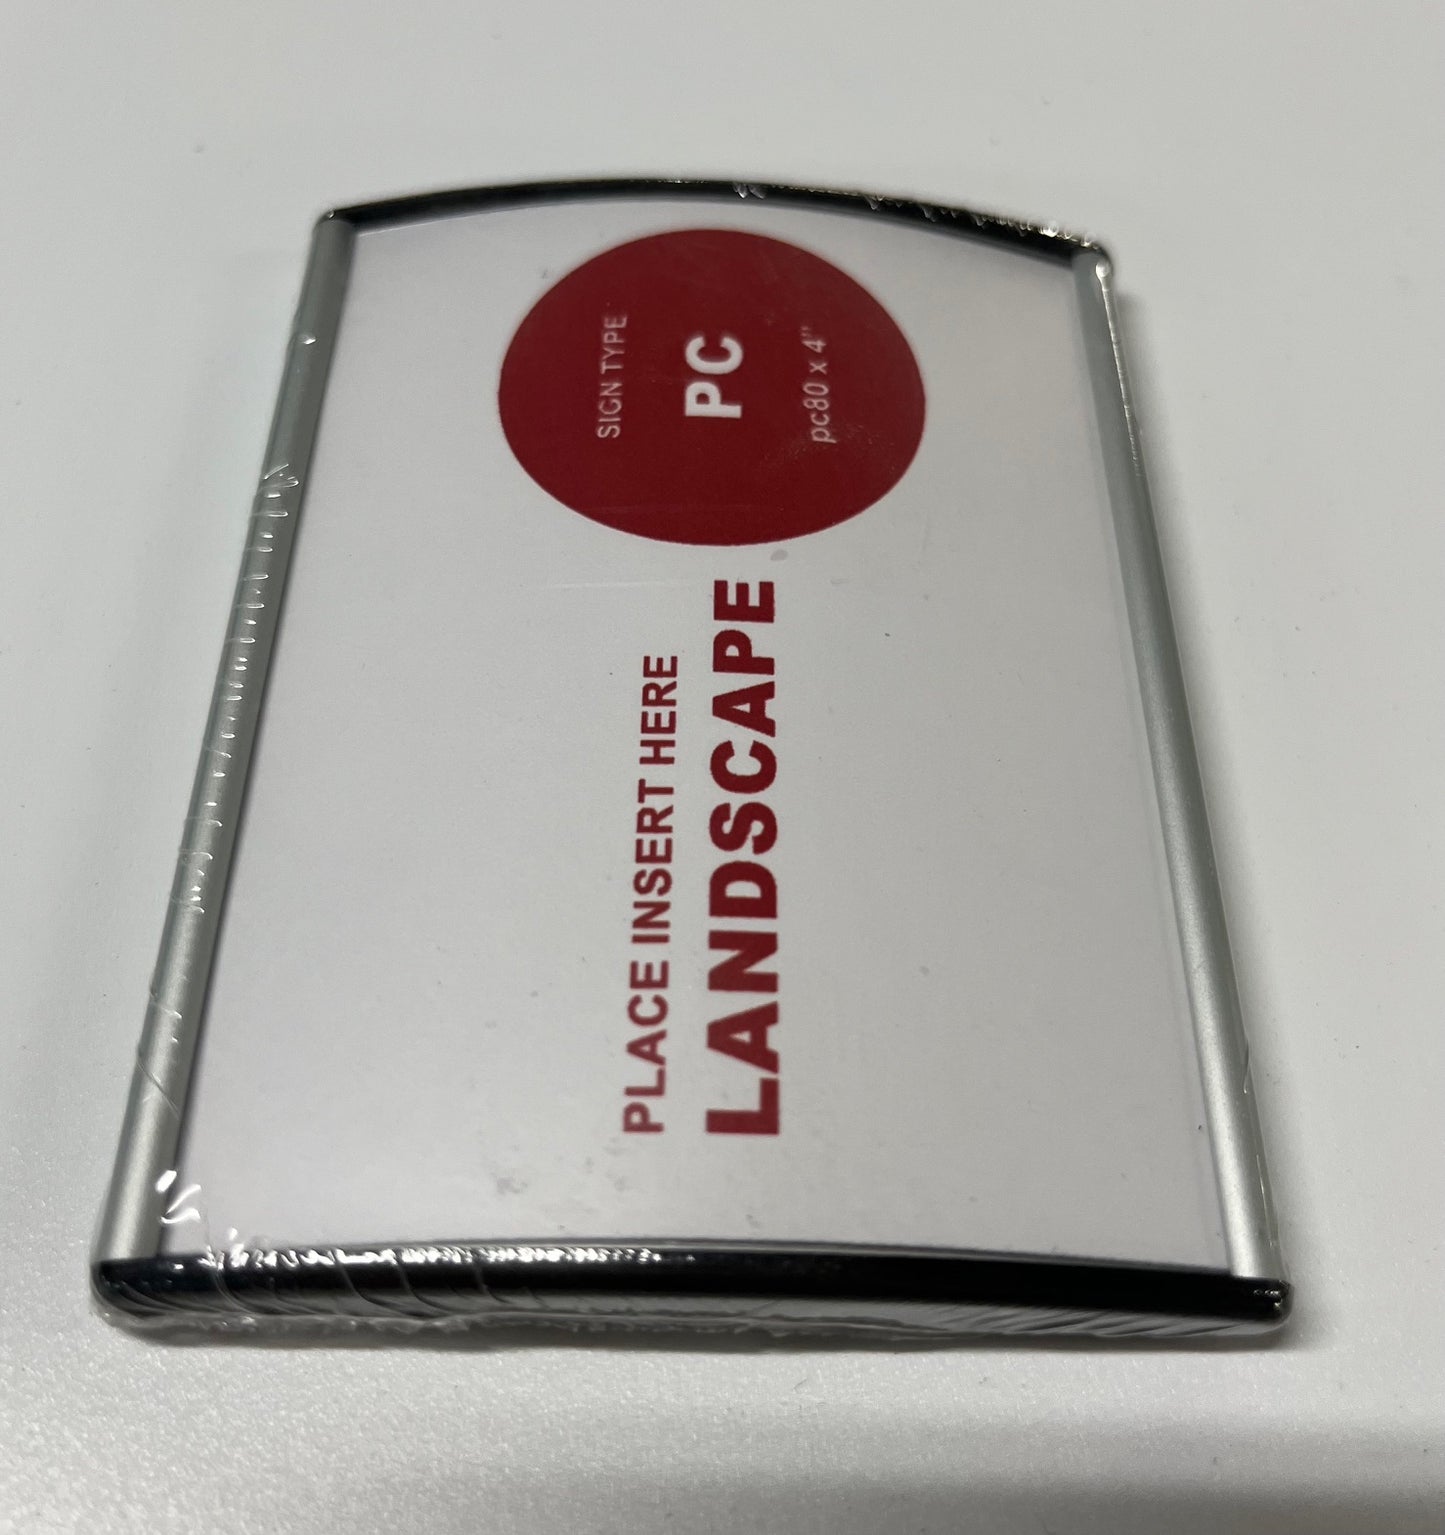 PLACE INSERT HERE
LANDSCAPE
SIGN TYPE
PC
pc80 x 4"